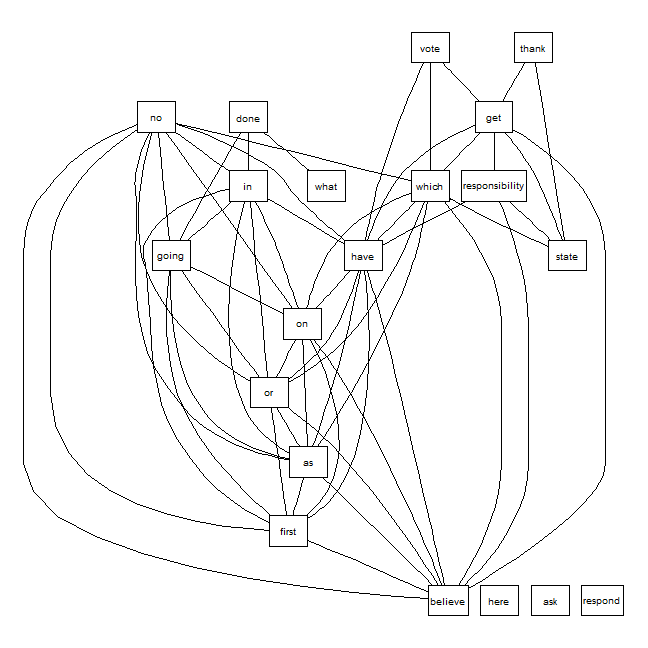 vote thank
no done get
in what which responsibility
going have state
on
or
as
first
believe here ask respond